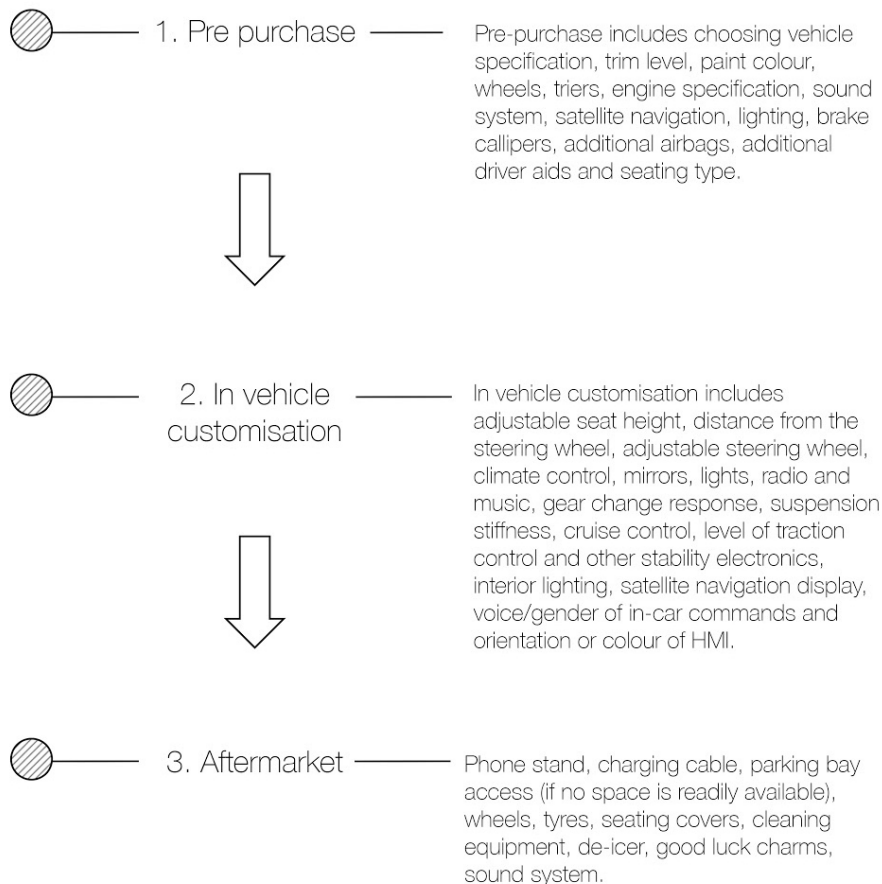 1. Pre purchase
Pre-purchase includes choosing vehicle
specification, trim level, paint colour,
wheels, triers, engine specification, sound
system, satellite navigation, lighting, brake
callipers, additional airbags, additional
driver aids and seating type.
2. In vehicle
customisation
In vehicle customisation includes
adjustable seat height, distance from the
steering wheel, adjustable steering wheel,
climate control, mirrors, lights, radio and
music, gear change response, suspension
stiffness, cruise control, level of traction
control and other stability electronics,
interior lighting, satellite navigation display,
voice/gender of in-car commands and
orientation or colour of HMI.
3. Aftermarket
Phone stand, charging cable, parking bay
access (if no space is readily available),
wheels, tyres, seating covers, cleaning
equipment, de-icer, good luck charms,
sound system.